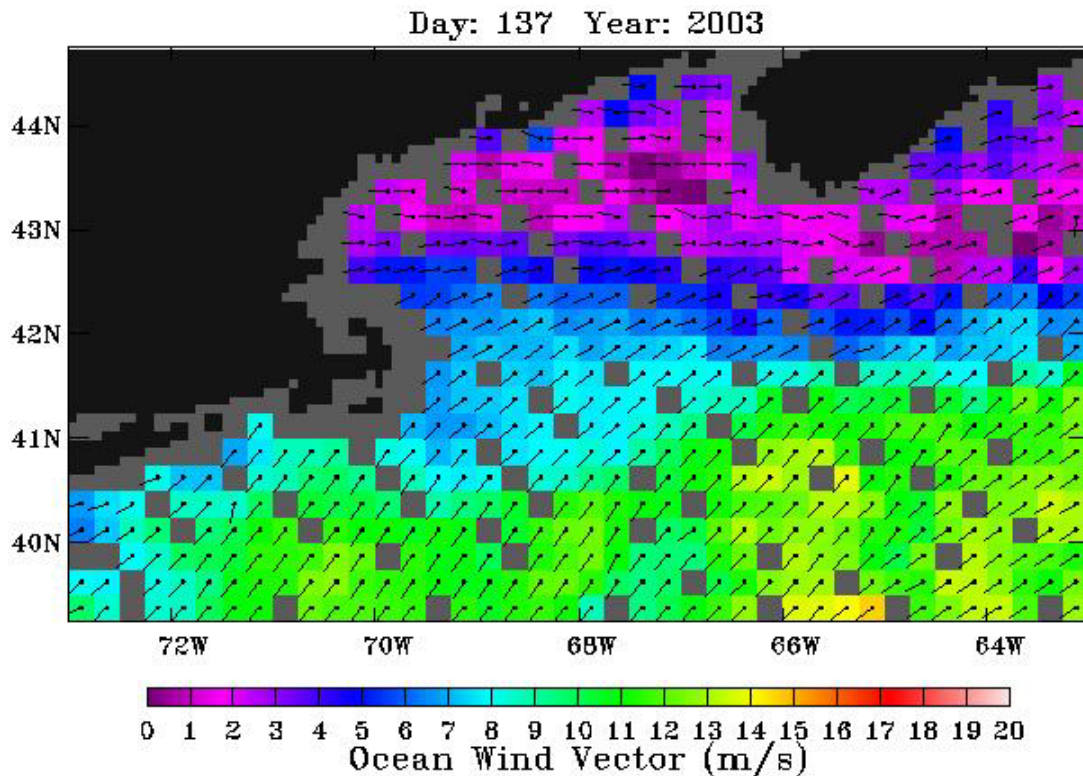 Day: 137 Year: 2003
44N
43N
42N
41N
40N
72W 70W 68W 66W 64W
0 1 2 3 4 5 6 7 8 9 10 11 12 13 14 15 16 17 18 19 20
Ocean Wind Vector (m/s)